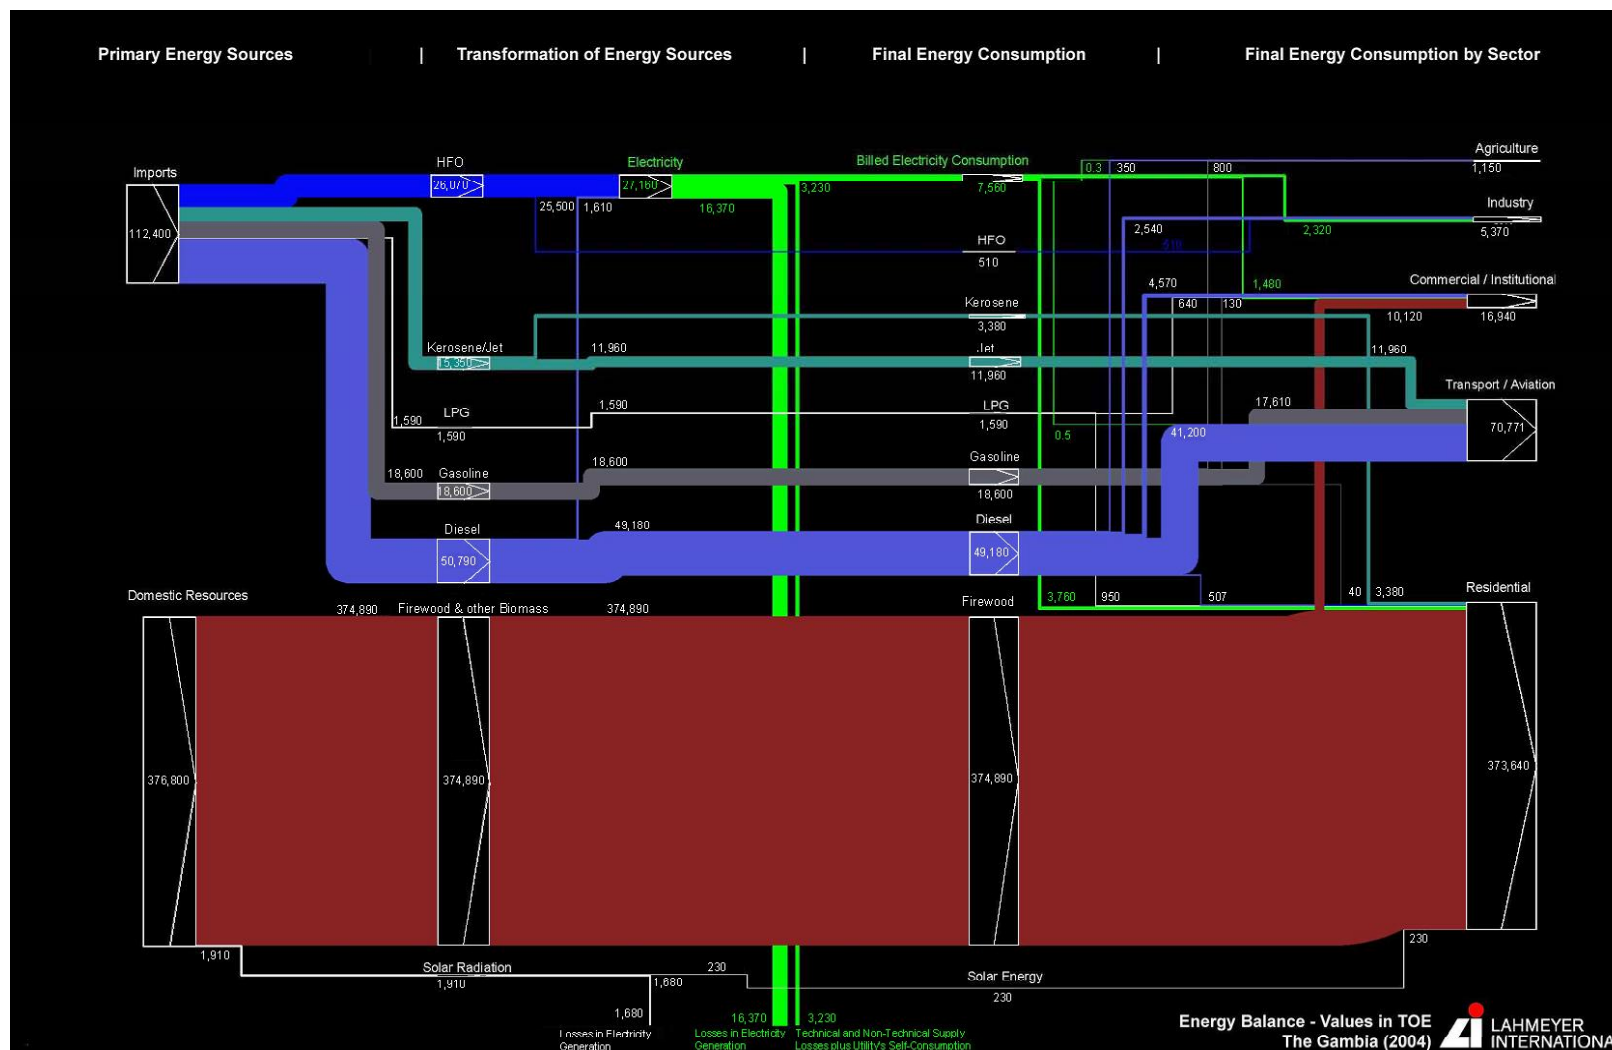 Primary Energy Sources | Transformation of Energy Sources | Final Energy Consumption | Final Energy Consumption by Sector
Agriculture
HFO
Electricity
Billed Electricity Consumption
0.3 350 800
1,150
Imports
26,070
27,160
3,230
7,560
25,500 1,610
16,370
Industry
2,540
510
2,320
5,370
112,400
HFO
510
Commercial / Institutional
4,570
1,480
640 130
10,120
16,940
Kerosene
3,380
Kerosene/Jet
15,350
11,960
Jet
11,960
11,960
Transport / Aviation
LPG
1,590
1,590
1,590
LPG
1,590
17,610
0.5
41,200
70,771
Gasoline
18,600
18,600
18,600
Gasoline
18,600
Diesel
50,790
49,180
Diesel
49,180
Domestic Resources
374,890
Firewood & other Biomass
374,890
Firewood
3,760 950 507 40 3,380
Residential
376,800
374,890
374,890
373,640
1,910
Solar Radiation
1,910
230
1,680
Solar Energy
230
230
1,680
16,370
3,230
Losses in Electricity
Generation
Losses in Electricity
Generation
Technical and Non-Technical Supply
Losses plus Utility's Self-Consumption
Energy Balance - Values in TOE
The Gambia (2004)
LAHMEYER
INTERNATIONA